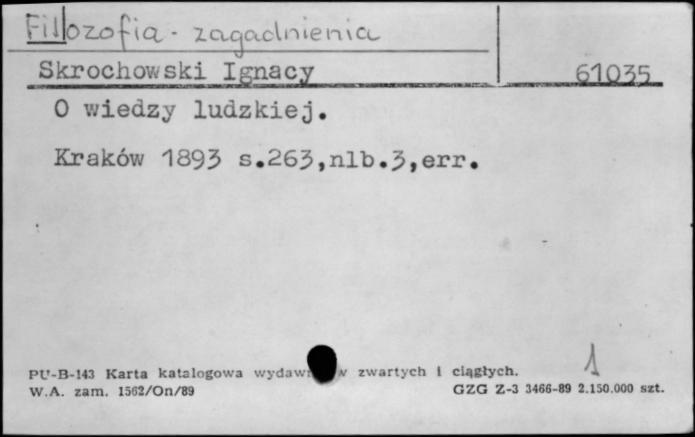 Filozofia - zagadnienia
Skrochowski Ignacy 61035
O wiedzy ludzkiej.
Kraków 1893 s.263,nlb.3,err.
1
PU-B-143 Karta katalogowa zwartych i ciągłych.
W.A. zam. 1562/On/89 GZG Z-3 3466-89 2.150.000 szt.